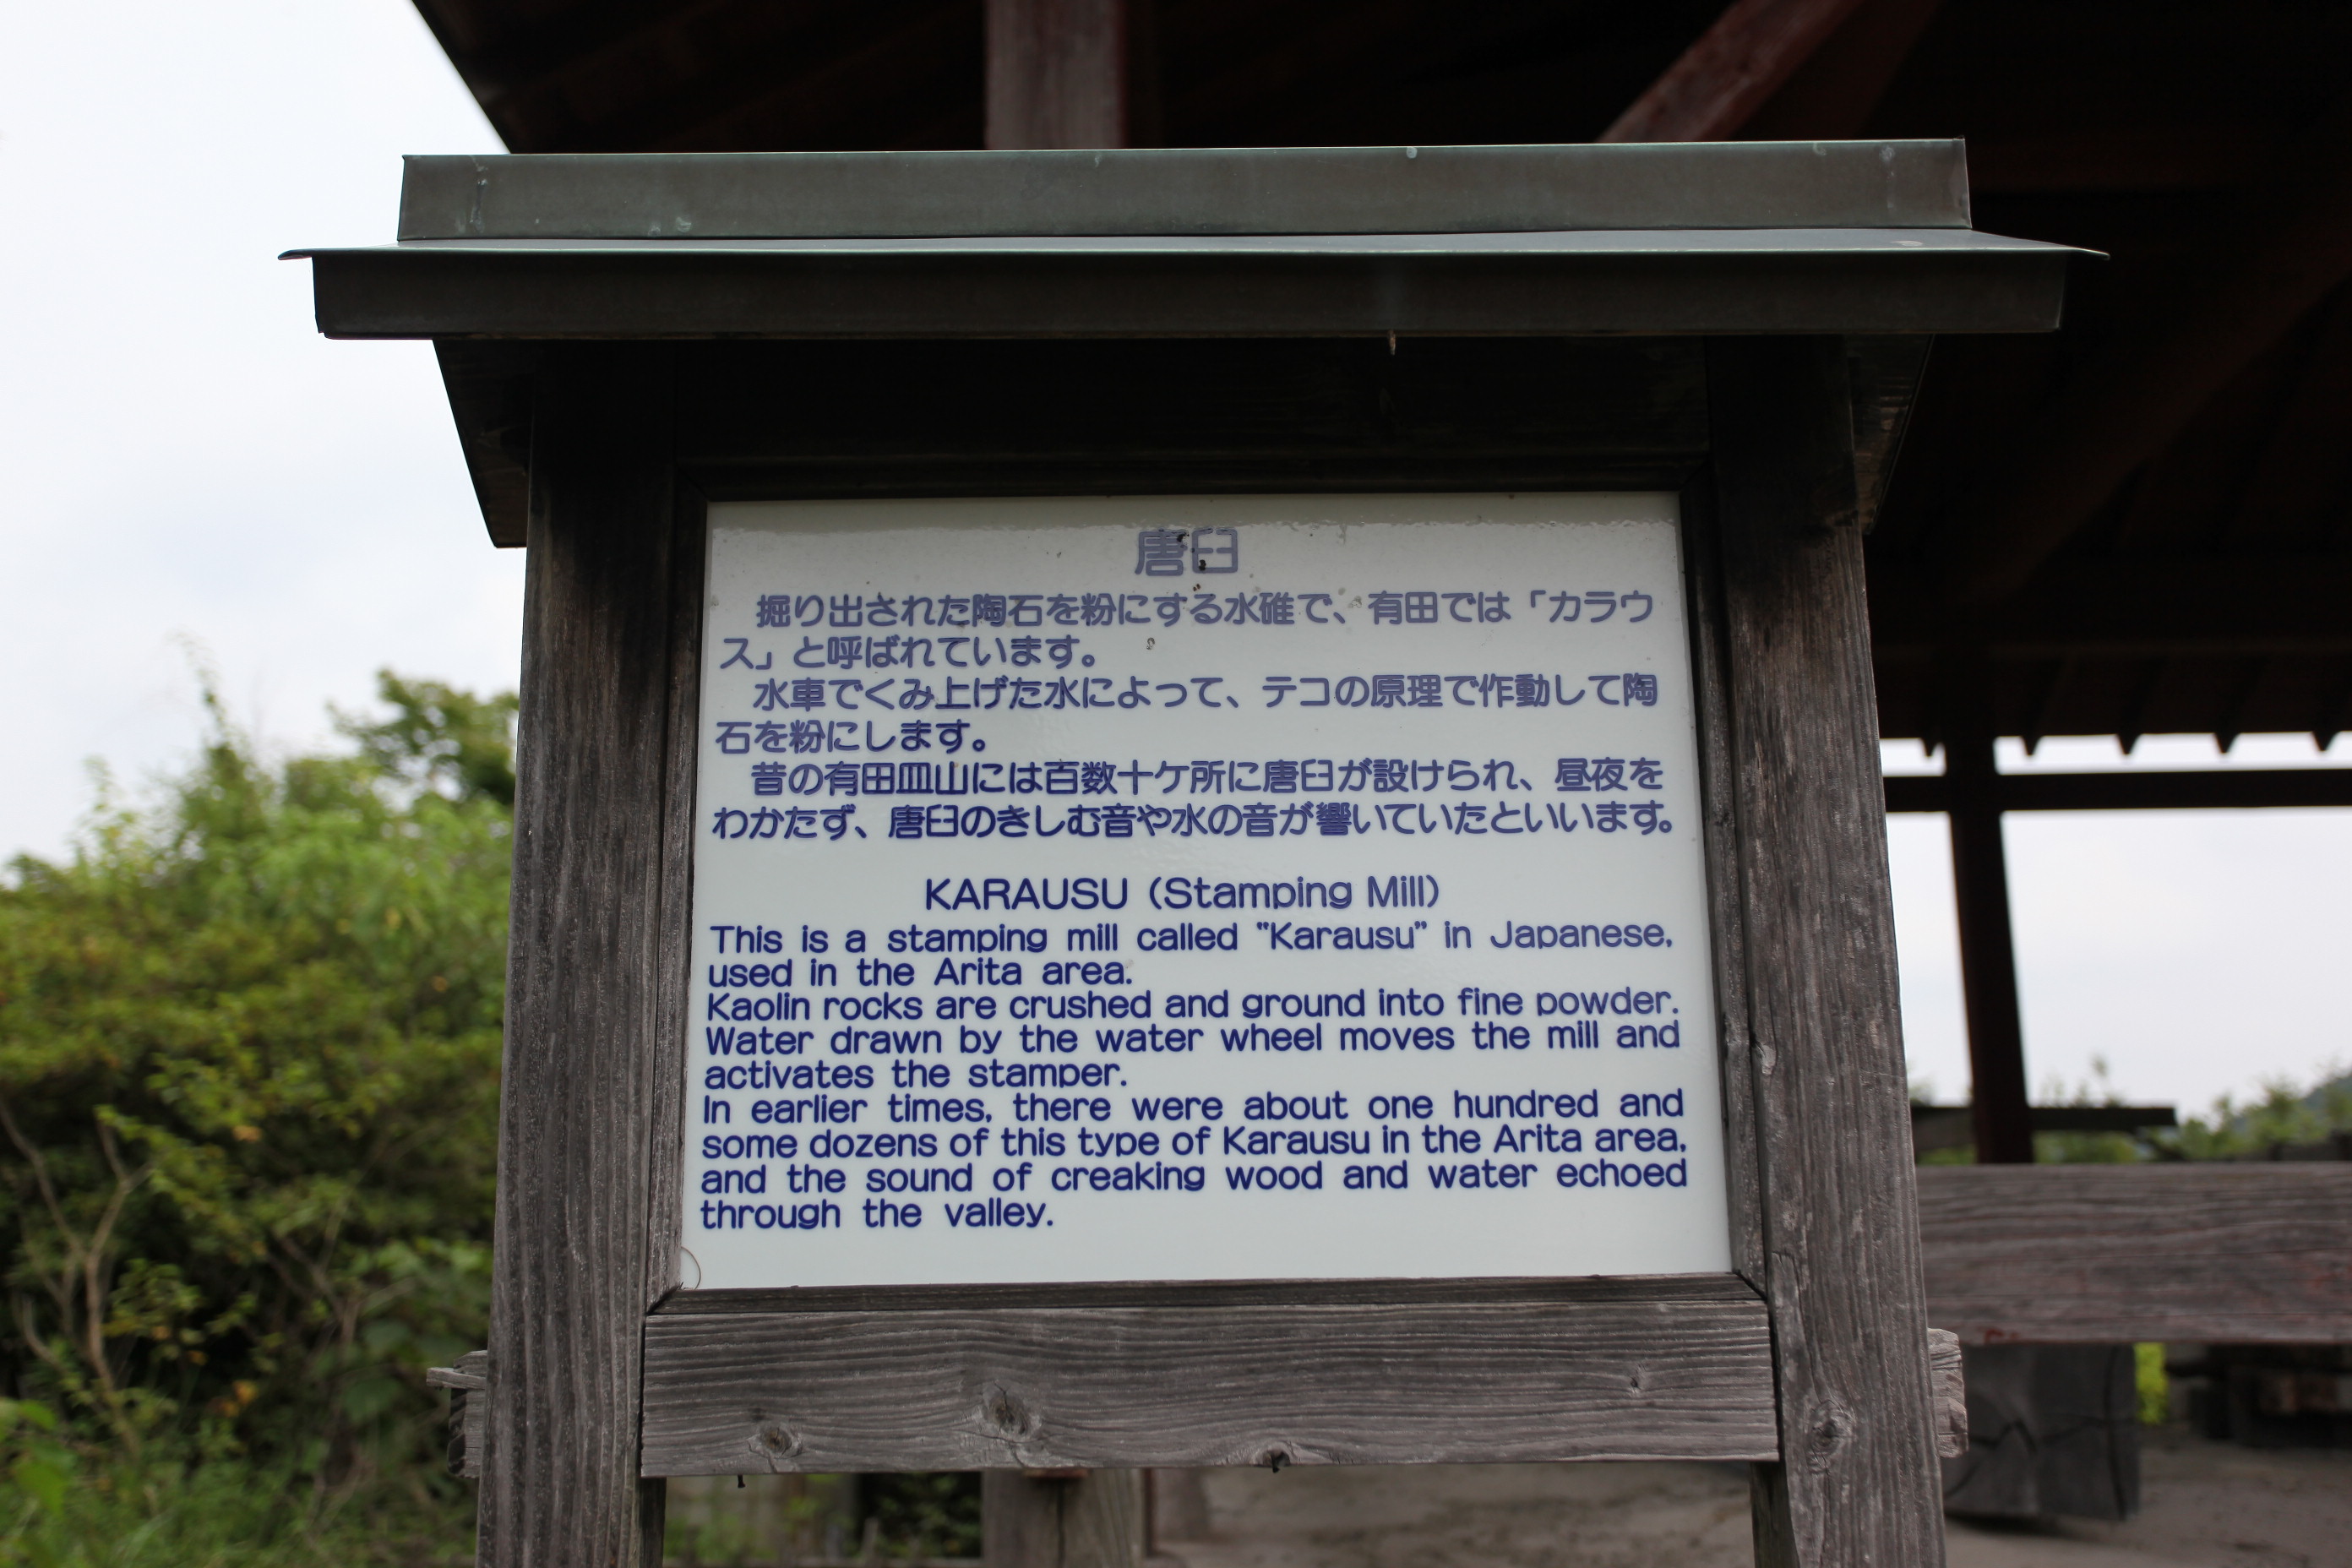 唐臼
掘り出された陶石を粉にする水碓で、有田では「カラウ
ス」と呼ばれています。
水車でくみ上げた水によって、テコの原理で作動して陶
石を粉にします。
昔の有田皿山には百数十ケ所に唐臼が設けられ、昼夜を
わかたず、唐臼のきしむ音や水の音が響いていたといいます。
KARAUSU (Stamping Mill)
This is a stamping mill called “Karausu” in Japanese,
used in the Arita area.
Kaolin rocks are crushed and ground into fine powder.
Water drawn by the water wheel moves the mill and
activates the stamper.
In earlier times, there were about one hundred and
some dozens of this type of Karausu in the Arita area,
and the sound of creaking wood and water echoed
through the valley.